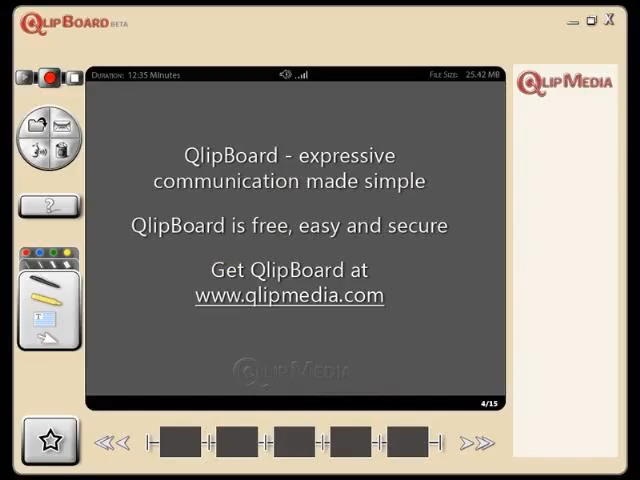 QLIPBOARD BETA
X
DURATION: 12:35 MINUTES
FILE SIZE: 25.42 MB
QLIPMEDIA
QlipBoard - expressive
communication made simple
QlipBoard is free, easy and secure
Get QlipBoard at
www.qlipmedia.com
?
T
QLIPMEDIA
4/15